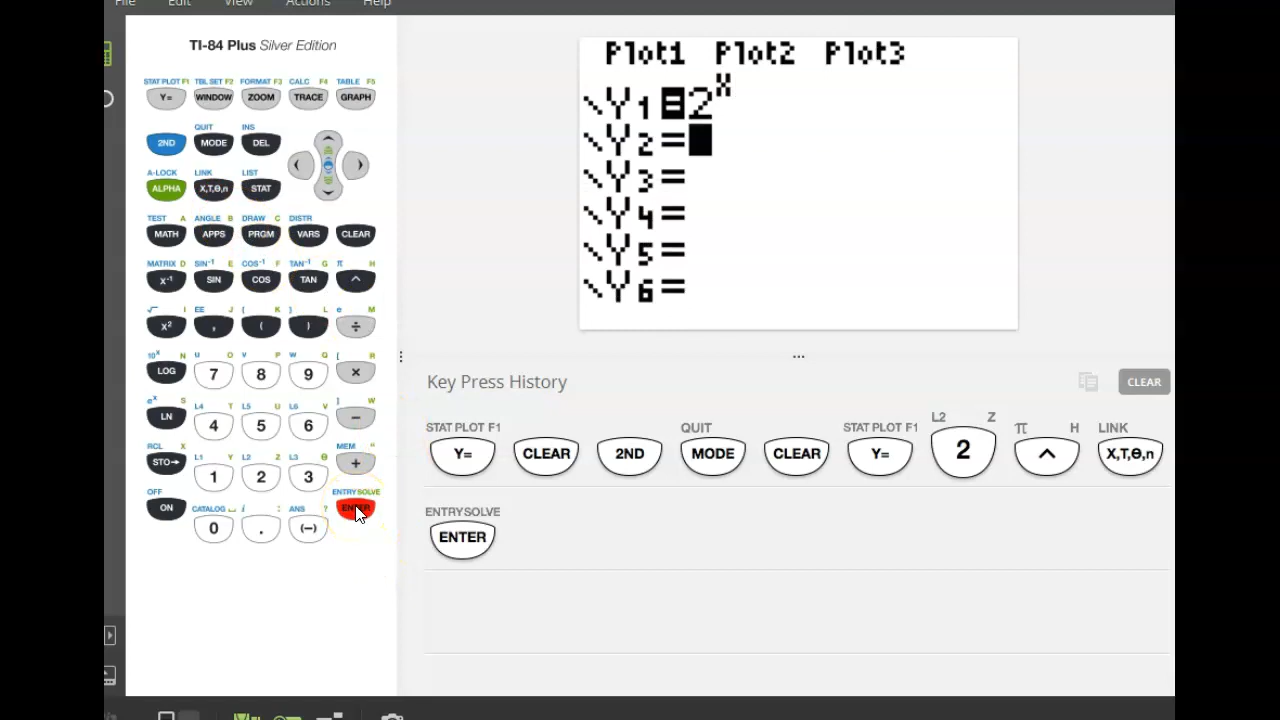 File Edit View Actions Help
TI-84 Plus Silver Edition
STAT PLOT F1 TBL SET F2 FORMAT F3 CALC F4 TABLE F5
Y= WINDOW ZOOM TRACE GRAPH
QUIT INS
2ND MODE DEL
A-LOCK LINK LIST
ALPHA X,T,Θ,n STAT
TEST A ANGLE B DRAW C DISTR
MATH APPS PRGM VARS CLEAR
MATRIX D SIN⁻¹ E COS⁻¹ F TAN⁻¹ G π H
x⁻¹ SIN COS TAN ^
√ I EE J { K } L e M
x² , ( ) ÷
10ˣ N u O v P w Q [ R
LOG 7 8 9 ×
eˣ S L4 T L5 U L6 V ] W
LN 4 5 6 −
RCL X L1 Y L2 Z L3 θ MEM "
STO→ 1 2 3 +
OFF CATALOG ␣ i : ANS ? ENTRY SOLVE
ON 0 . (−) ENTER
Plot1 Plot2 Plot3
\Y1=2ˣ
\Y2=
\Y3=
\Y4=
\Y5=
\Y6=
Key Press History
CLEAR
STAT PLOT F1 QUIT STAT PLOT F1 L2 Z π H LINK
Y= CLEAR 2ND MODE CLEAR Y= 2 ^ X,T,Θ,n
ENTRY SOLVE
ENTER